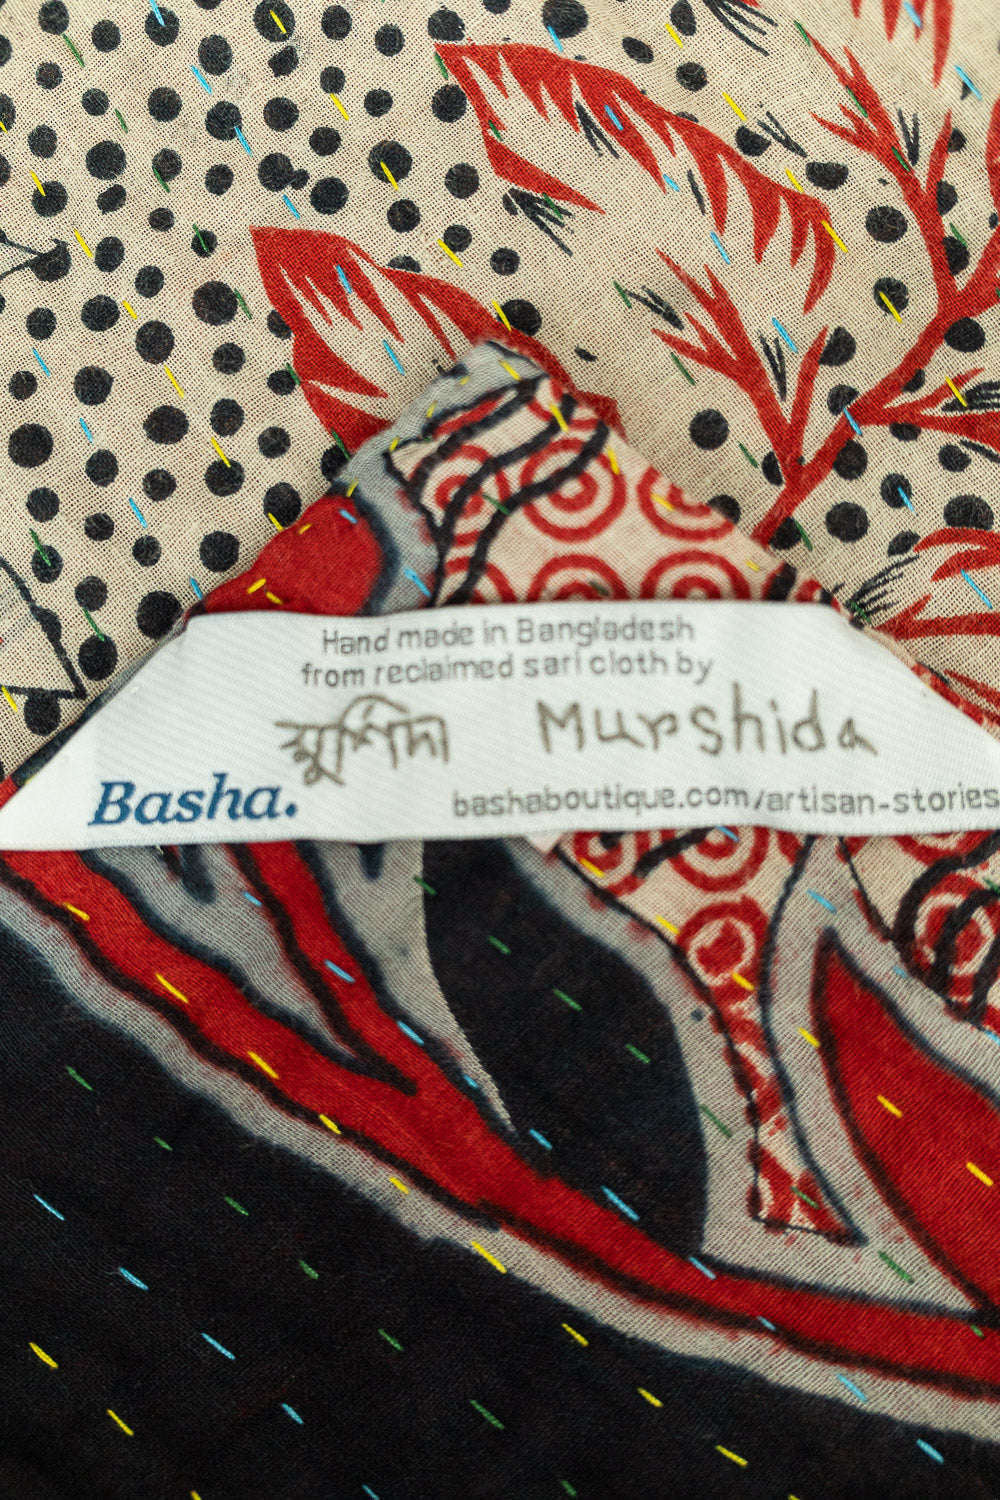 Hand made in Bangladesh
from reclaimed sari cloth by
মুর্শিদা Murshida
Basha.
bashaboutique.com/artisan-stories